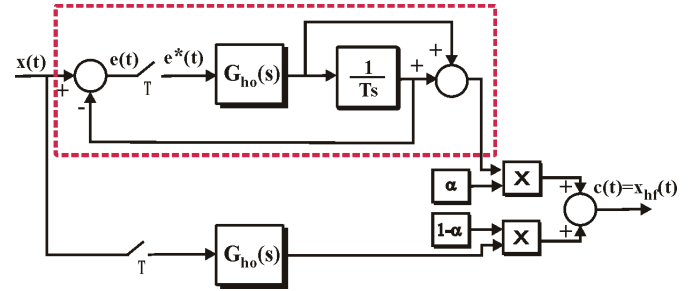 x(t)
+
-
e(t)
T
e*(t)
G_ho(s)
1
Ts
+
+
α
X
1-α
X
+
+
c(t)=x_hf(t)
T
G_ho(s)